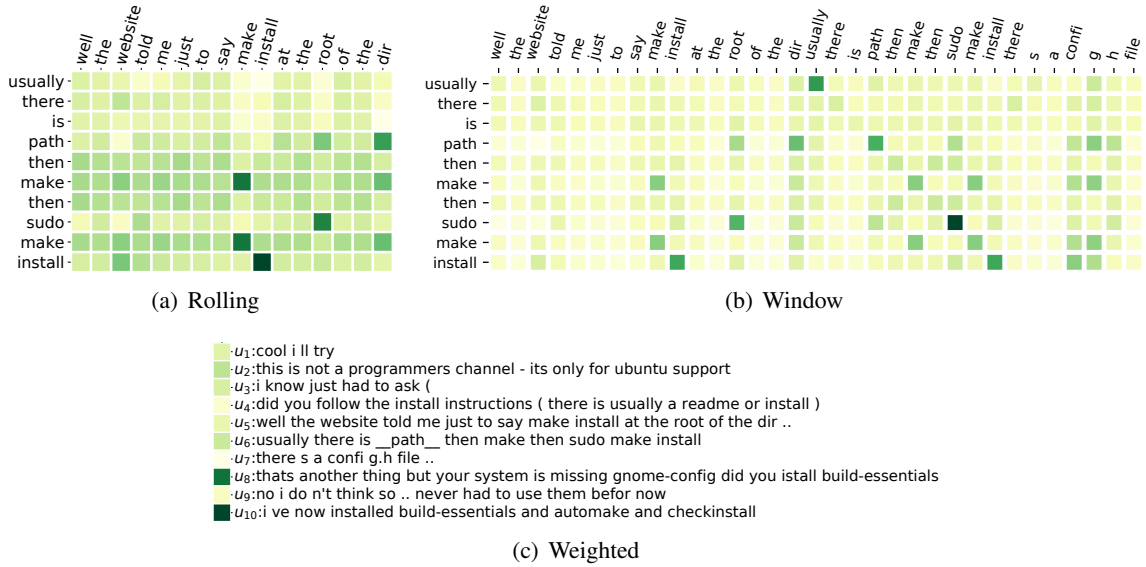 well the website told me just to say make install at the root of the dir
usually
there
is
path
then
make
then
sudo
make
install
(a) Rolling
well the website told me just to say make install at the root of the dir usually there is path then make then sudo make install there s a confi g h file
usually
there
is
path
then
make
then
sudo
make
install
(b) Window
u1:cool i ll try
u2:this is not a programmers channel - its only for ubuntu support
u3:i know just had to ask (
u4:did you follow the install instructions ( there is usually a readme or install )
u5:well the website told me just to say make install at the root of the dir ..
u6:usually there is __path__ then make then sudo make install
u7:there s a confi g.h file ..
u8:thats another thing but your system is missing gnome-config did you istall build-essentials
u9:no i do n't think so .. never had to use them befor now
u10:i ve now installed build-essentials and automake and checkinstall
(c) Weighted